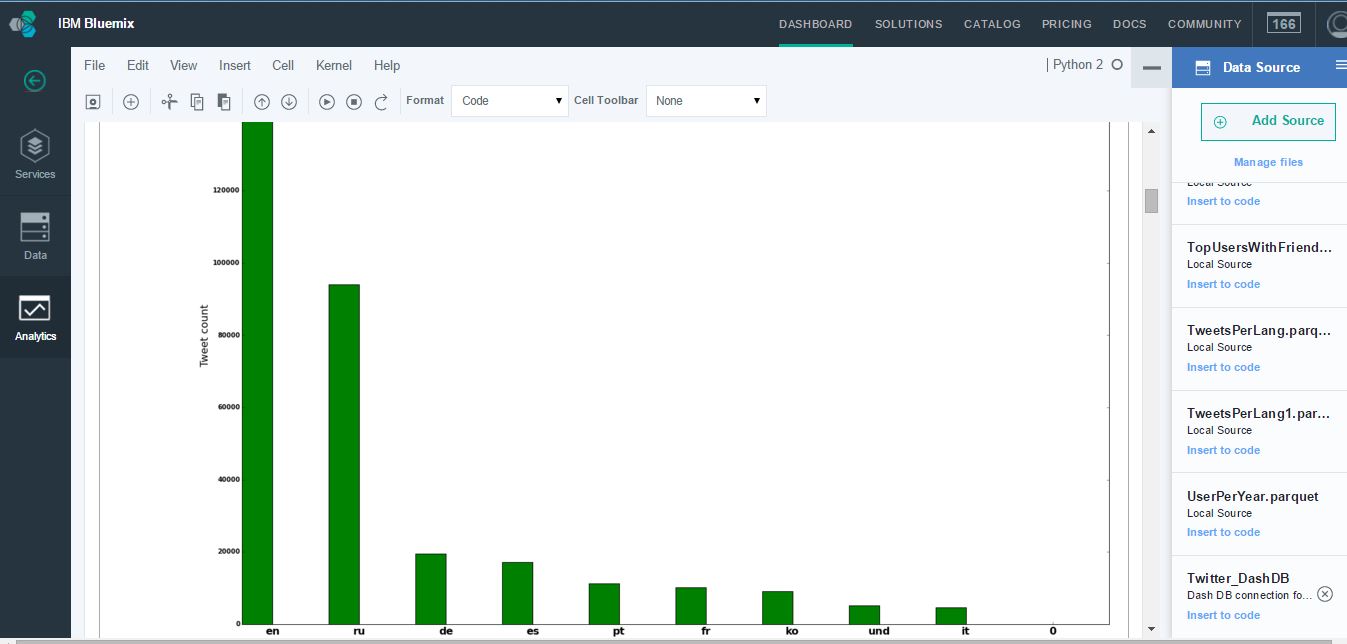 IBM Bluemix
DASHBOARD SOLUTIONS CATALOG PRICING DOCS COMMUNITY 166
File Edit View Insert Cell Kernel Help
| Python 2
Format Code Cell Toolbar None
Services
Data
Analytics
120000
100000
80000
60000
40000
20000
0
Tweet count
en ru de es pt fr ko und it 0
Data Source
Add Source
Manage files
Local Source
Insert to code
TopUsersWithFriend...
Local Source
Insert to code
TweetsPerLang.parq...
Local Source
Insert to code
TweetsPerLang1.par...
Local Source
Insert to code
UserPerYear.parquet
Local Source
Insert to code
Twitter_DashDB
Dash DB connection fo...
Insert to code